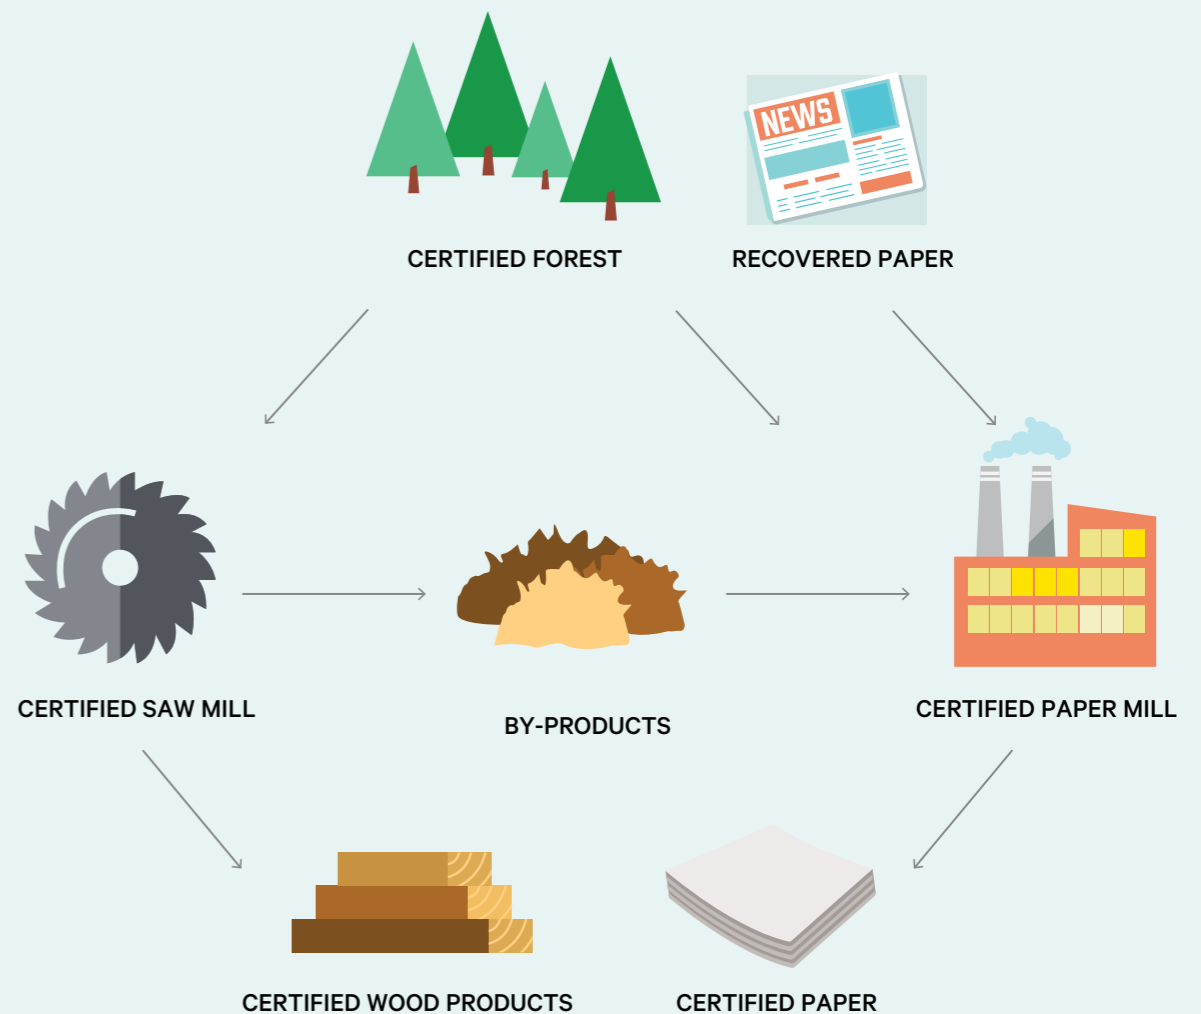 NEWS
CERTIFIED FOREST
RECOVERED PAPER
CERTIFIED SAW MILL
BY-PRODUCTS
CERTIFIED PAPER MILL
CERTIFIED WOOD PRODUCTS
CERTIFIED PAPER